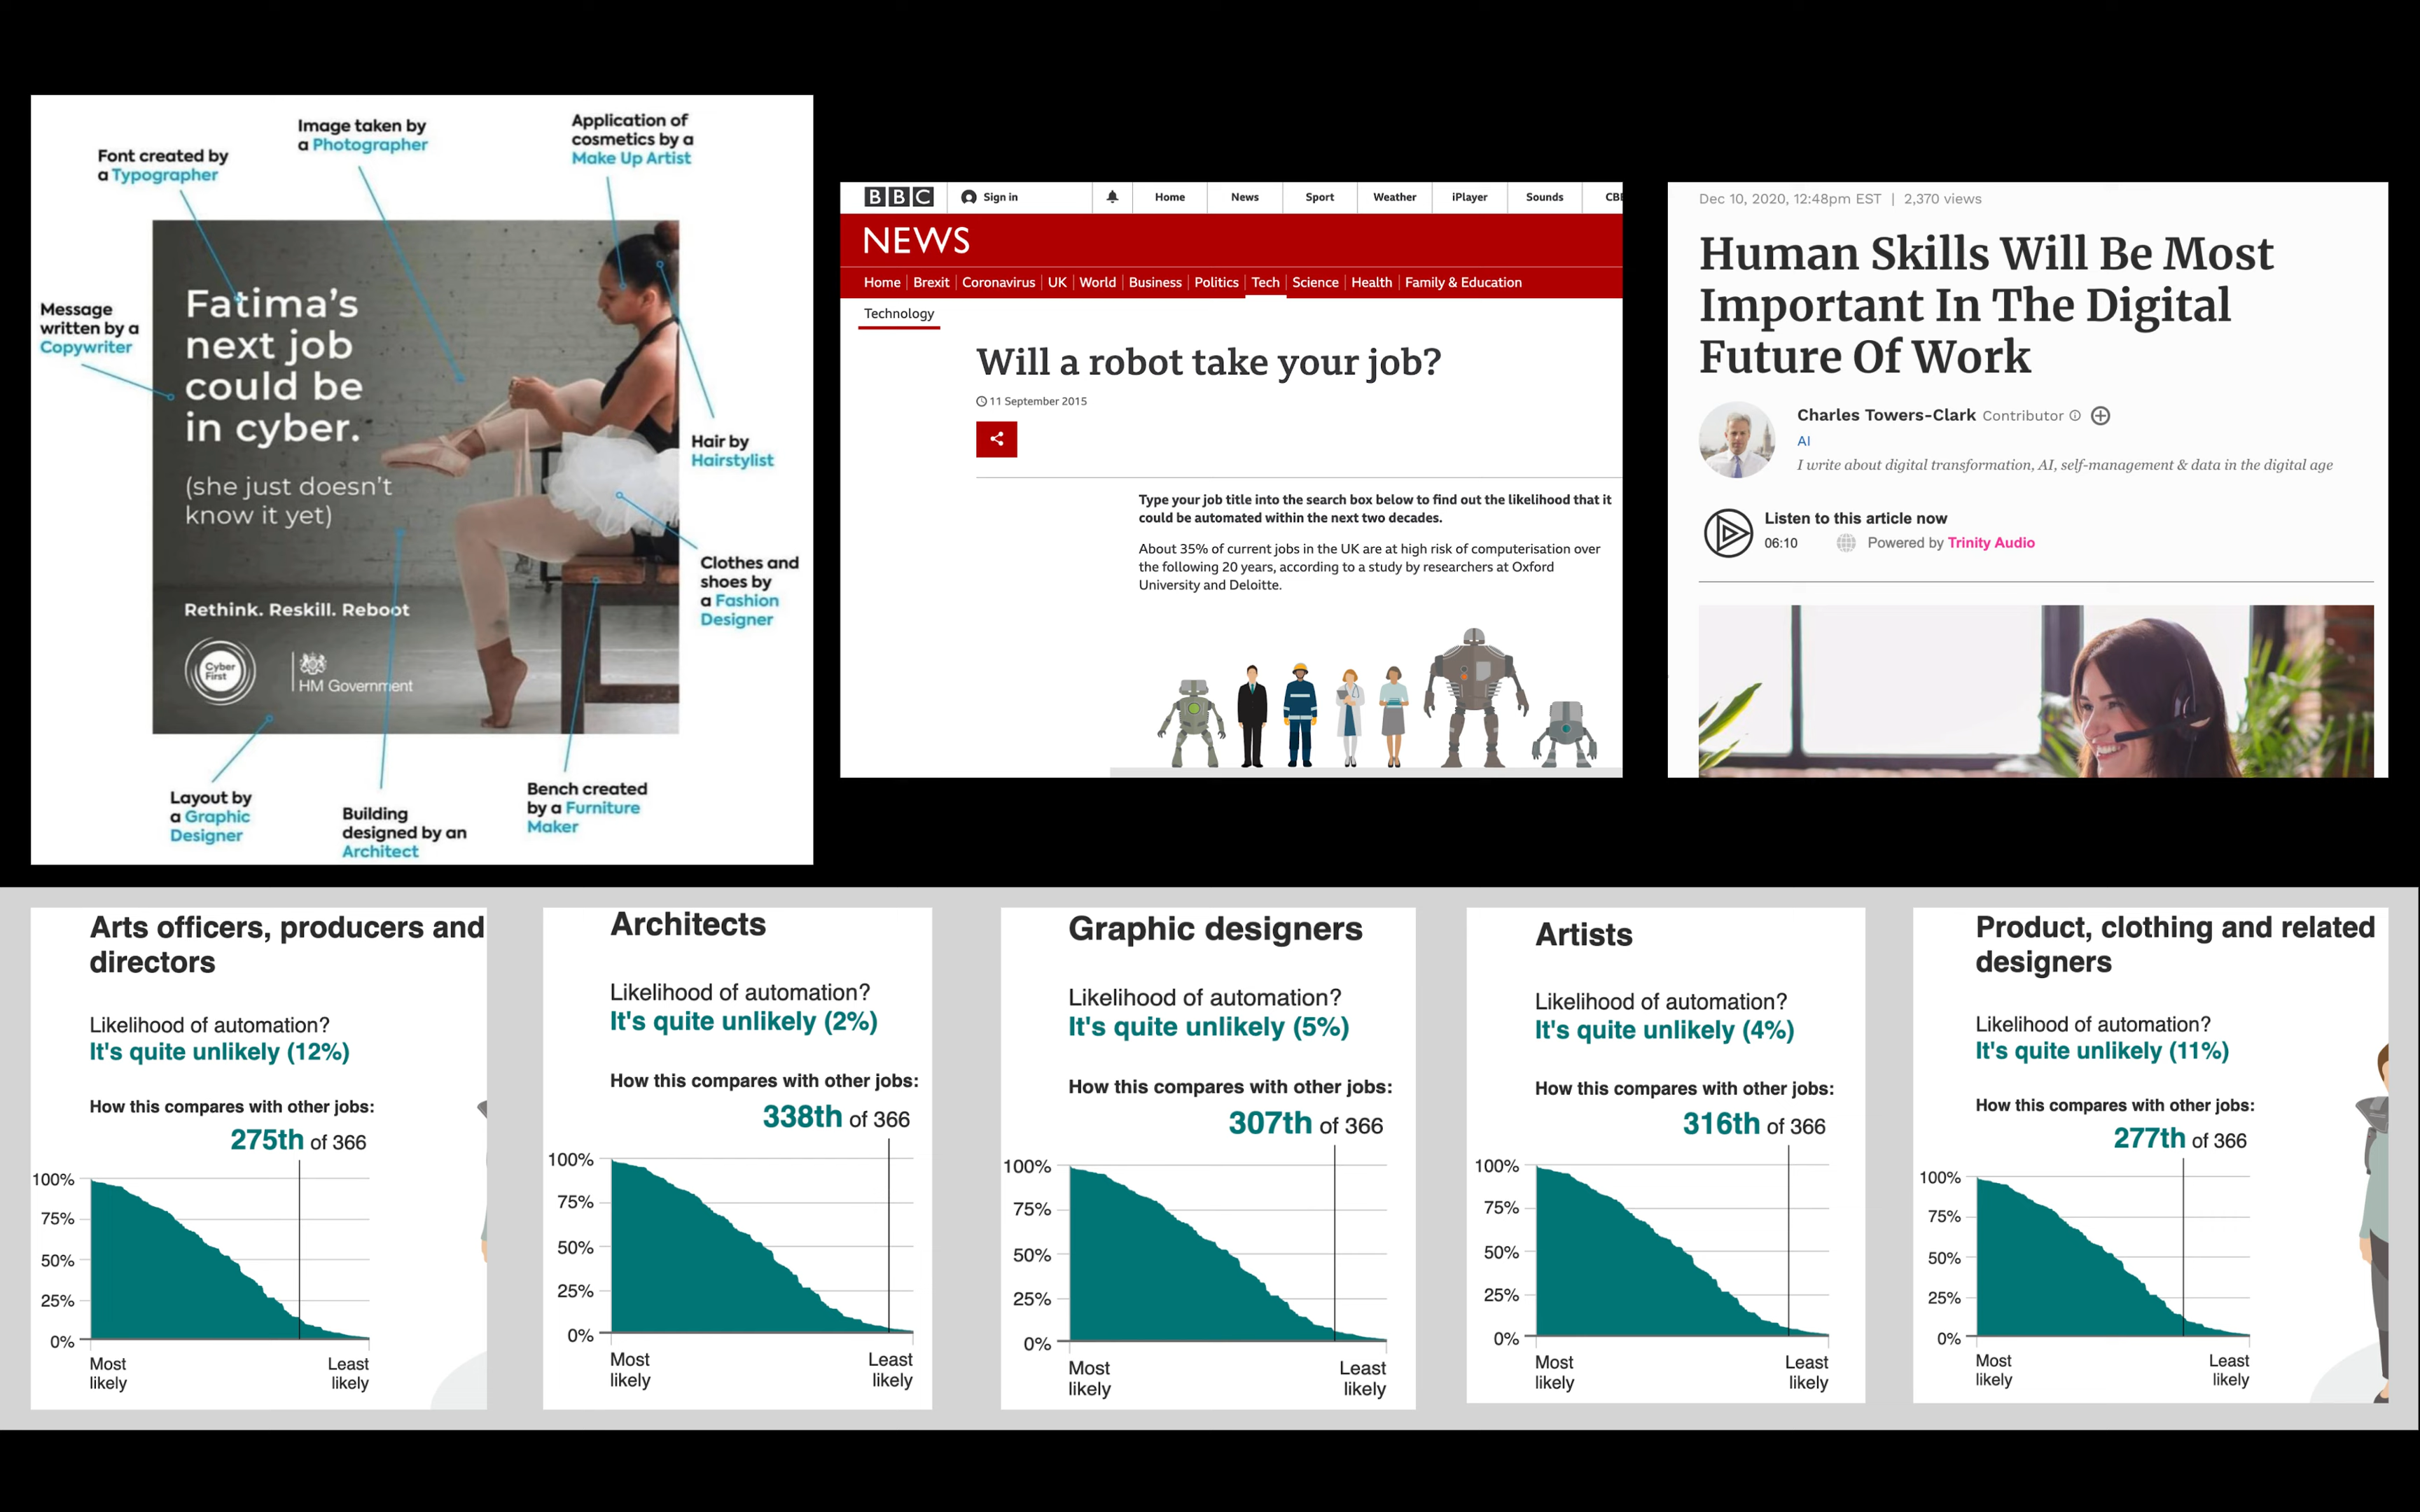 Font created by
a Typographer
Image taken by
a Photographer
Application of
cosmetics by a
Make Up Artist
Message
written by a
Copywriter
Fatima's
next job
could be
in cyber.
(she just doesn't
know it yet)
Rethink. Reskill. Reboot
Cyber
First
HM Government
Hair by
Hairstylist
Clothes and
shoes by
a Fashion
Designer
Layout by
a Graphic
Designer
Building
designed by an
Architect
Bench created
by a Furniture
Maker
BBC Sign in Home News Sport Weather iPlayer Sounds CBE
NEWS
Home Brexit Coronavirus UK World Business Politics Tech Science Health Family & Education
Technology
Will a robot take your job?
11 September 2015
Type your job title into the search box below to find out the likelihood that it
could be automated within the next two decades.
About 35% of current jobs in the UK are at high risk of computerisation over
the following 20 years, according to a study by researchers at Oxford
University and Deloitte.
Dec 10, 2020, 12:48pm EST | 2,370 views
Human Skills Will Be Most
Important In The Digital
Future Of Work
Charles Towers-Clark Contributor
AI
I write about digital transformation, AI, self-management & data in the digital age
Listen to this article now
06:10 Powered by Trinity Audio
Arts officers, producers and
directors
Likelihood of automation?
It's quite unlikely (12%)
How this compares with other jobs:
275th of 366
100%
75%
50%
25%
0%
Most
likely
Least
likely
Architects
Likelihood of automation?
It's quite unlikely (2%)
How this compares with other jobs:
338th of 366
100%
75%
50%
25%
0%
Most
likely
Least
likely
Graphic designers
Likelihood of automation?
It's quite unlikely (5%)
How this compares with other jobs:
307th of 366
100%
75%
50%
25%
0%
Most
likely
Least
likely
Artists
Likelihood of automation?
It's quite unlikely (4%)
How this compares with other jobs:
316th of 366
100%
75%
50%
25%
0%
Most
likely
Least
likely
Product, clothing and related
designers
Likelihood of automation?
It's quite unlikely (11%)
How this compares with other jobs:
277th of 366
100%
75%
50%
25%
0%
Most
likely
Least
likely